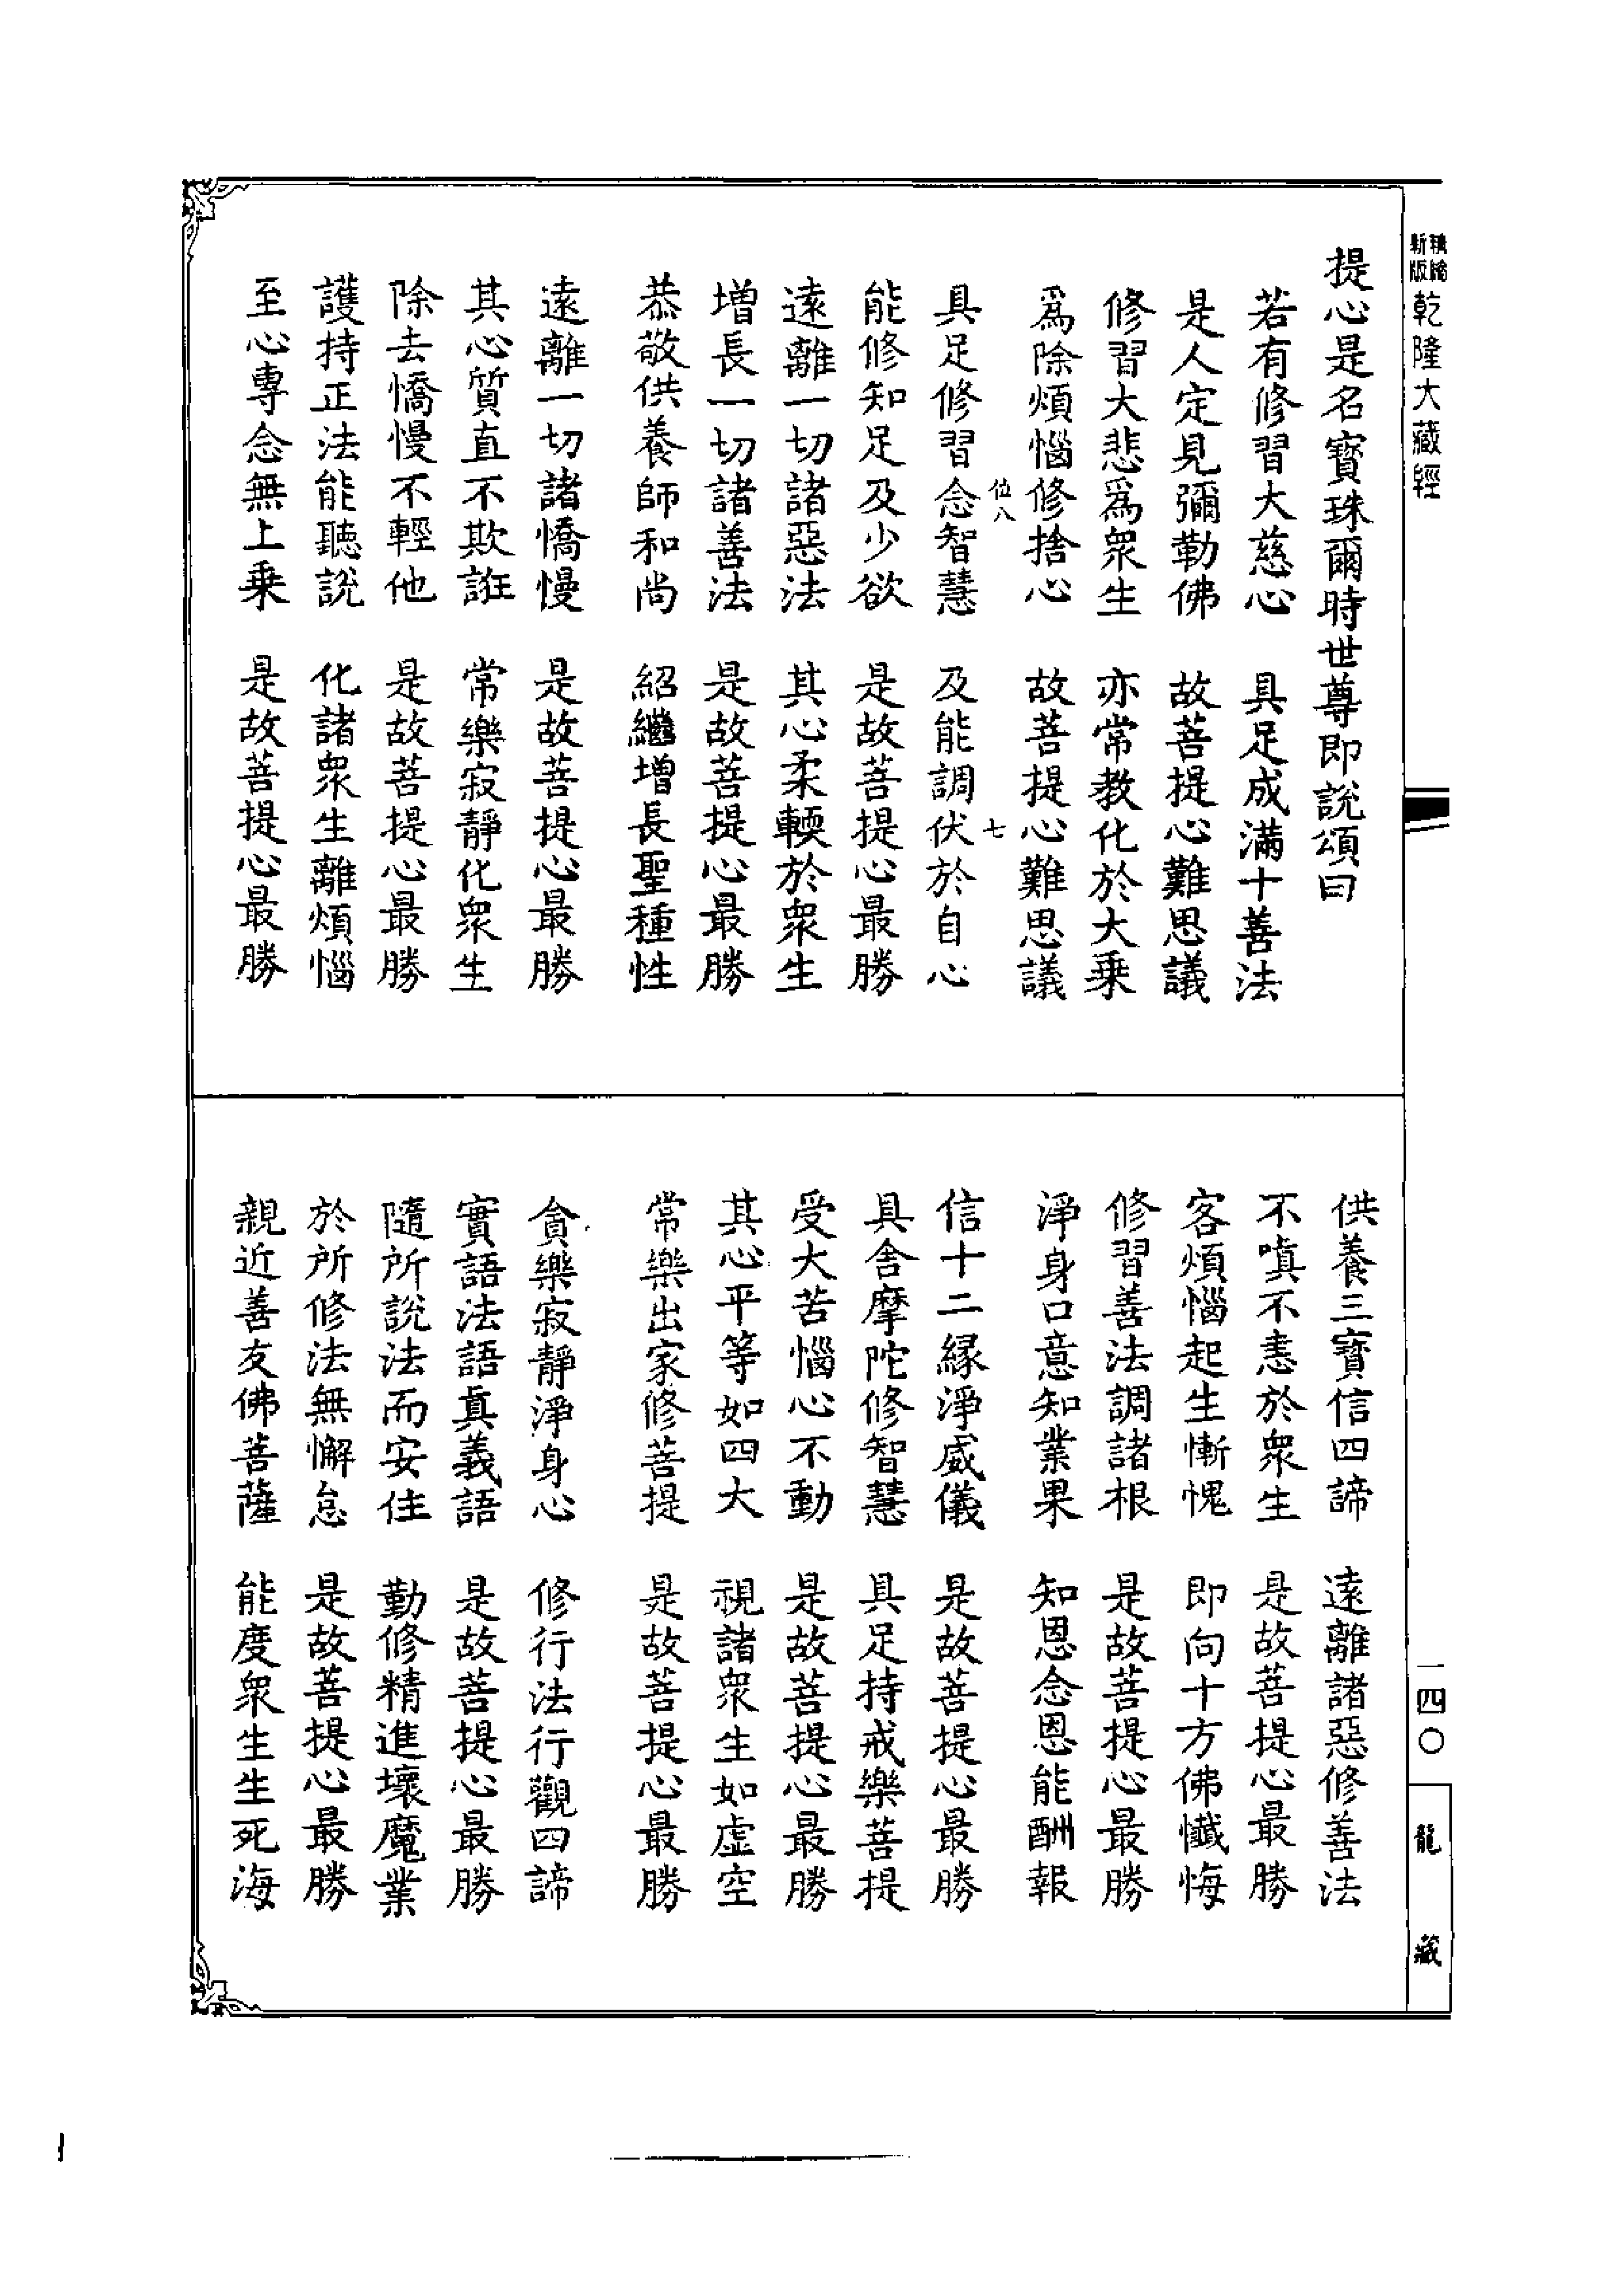 新版
精縮
乾隆大藏經
提心是名寶珠爾時世尊即說頌曰
若有修習大慈心　具足成滿十善法
是人定見彌勒佛　故菩提心難思議
修習大悲爲衆生　亦常教化於大乘
爲除煩惱修捨心　故菩提心難思議
位八　七
具足修習念智慧　及能調伏於自心
能修知足及少欲　是故菩提心最勝
遠離一切諸惡法　其心柔輭於衆生
增長一切諸善法　是故菩提心最勝
恭敬供養師和尚　紹繼增長聖種性
遠離一切諸憍慢　是故菩提心最勝
其心質直不欺誑　常樂寂靜化衆生
除去憍慢不輕他　是故菩提心最勝
護持正法能聽說　化諸衆生離煩惱
至心專念無上乘　是故菩提心最勝
供養三寶信四諦　遠離諸惡修善法
不嗔不恚於衆生　是故菩提心最勝
客煩惱起生慚愧　即向十方佛懺悔
修習善法調諸根　是故菩提心最勝
淨身口意知業果　知恩念恩能酬報
信十二緣淨威儀　是故菩提心最勝
具舍摩陀修智慧　具足持戒樂菩提
受大苦惱心不動　是故菩提心最勝
其心平等如四大　視諸衆生如虛空
常樂出家修菩提　是故菩提心最勝
貪樂寂靜淨身心　修行法行觀四諦
實語法語眞義語　是故菩提心最勝
隨所說法而安住　勤修精進壞魔業
於所修法無懈怠　是故菩提心最勝
親近善友佛菩薩　能度衆生生死海
一四〇
龍藏